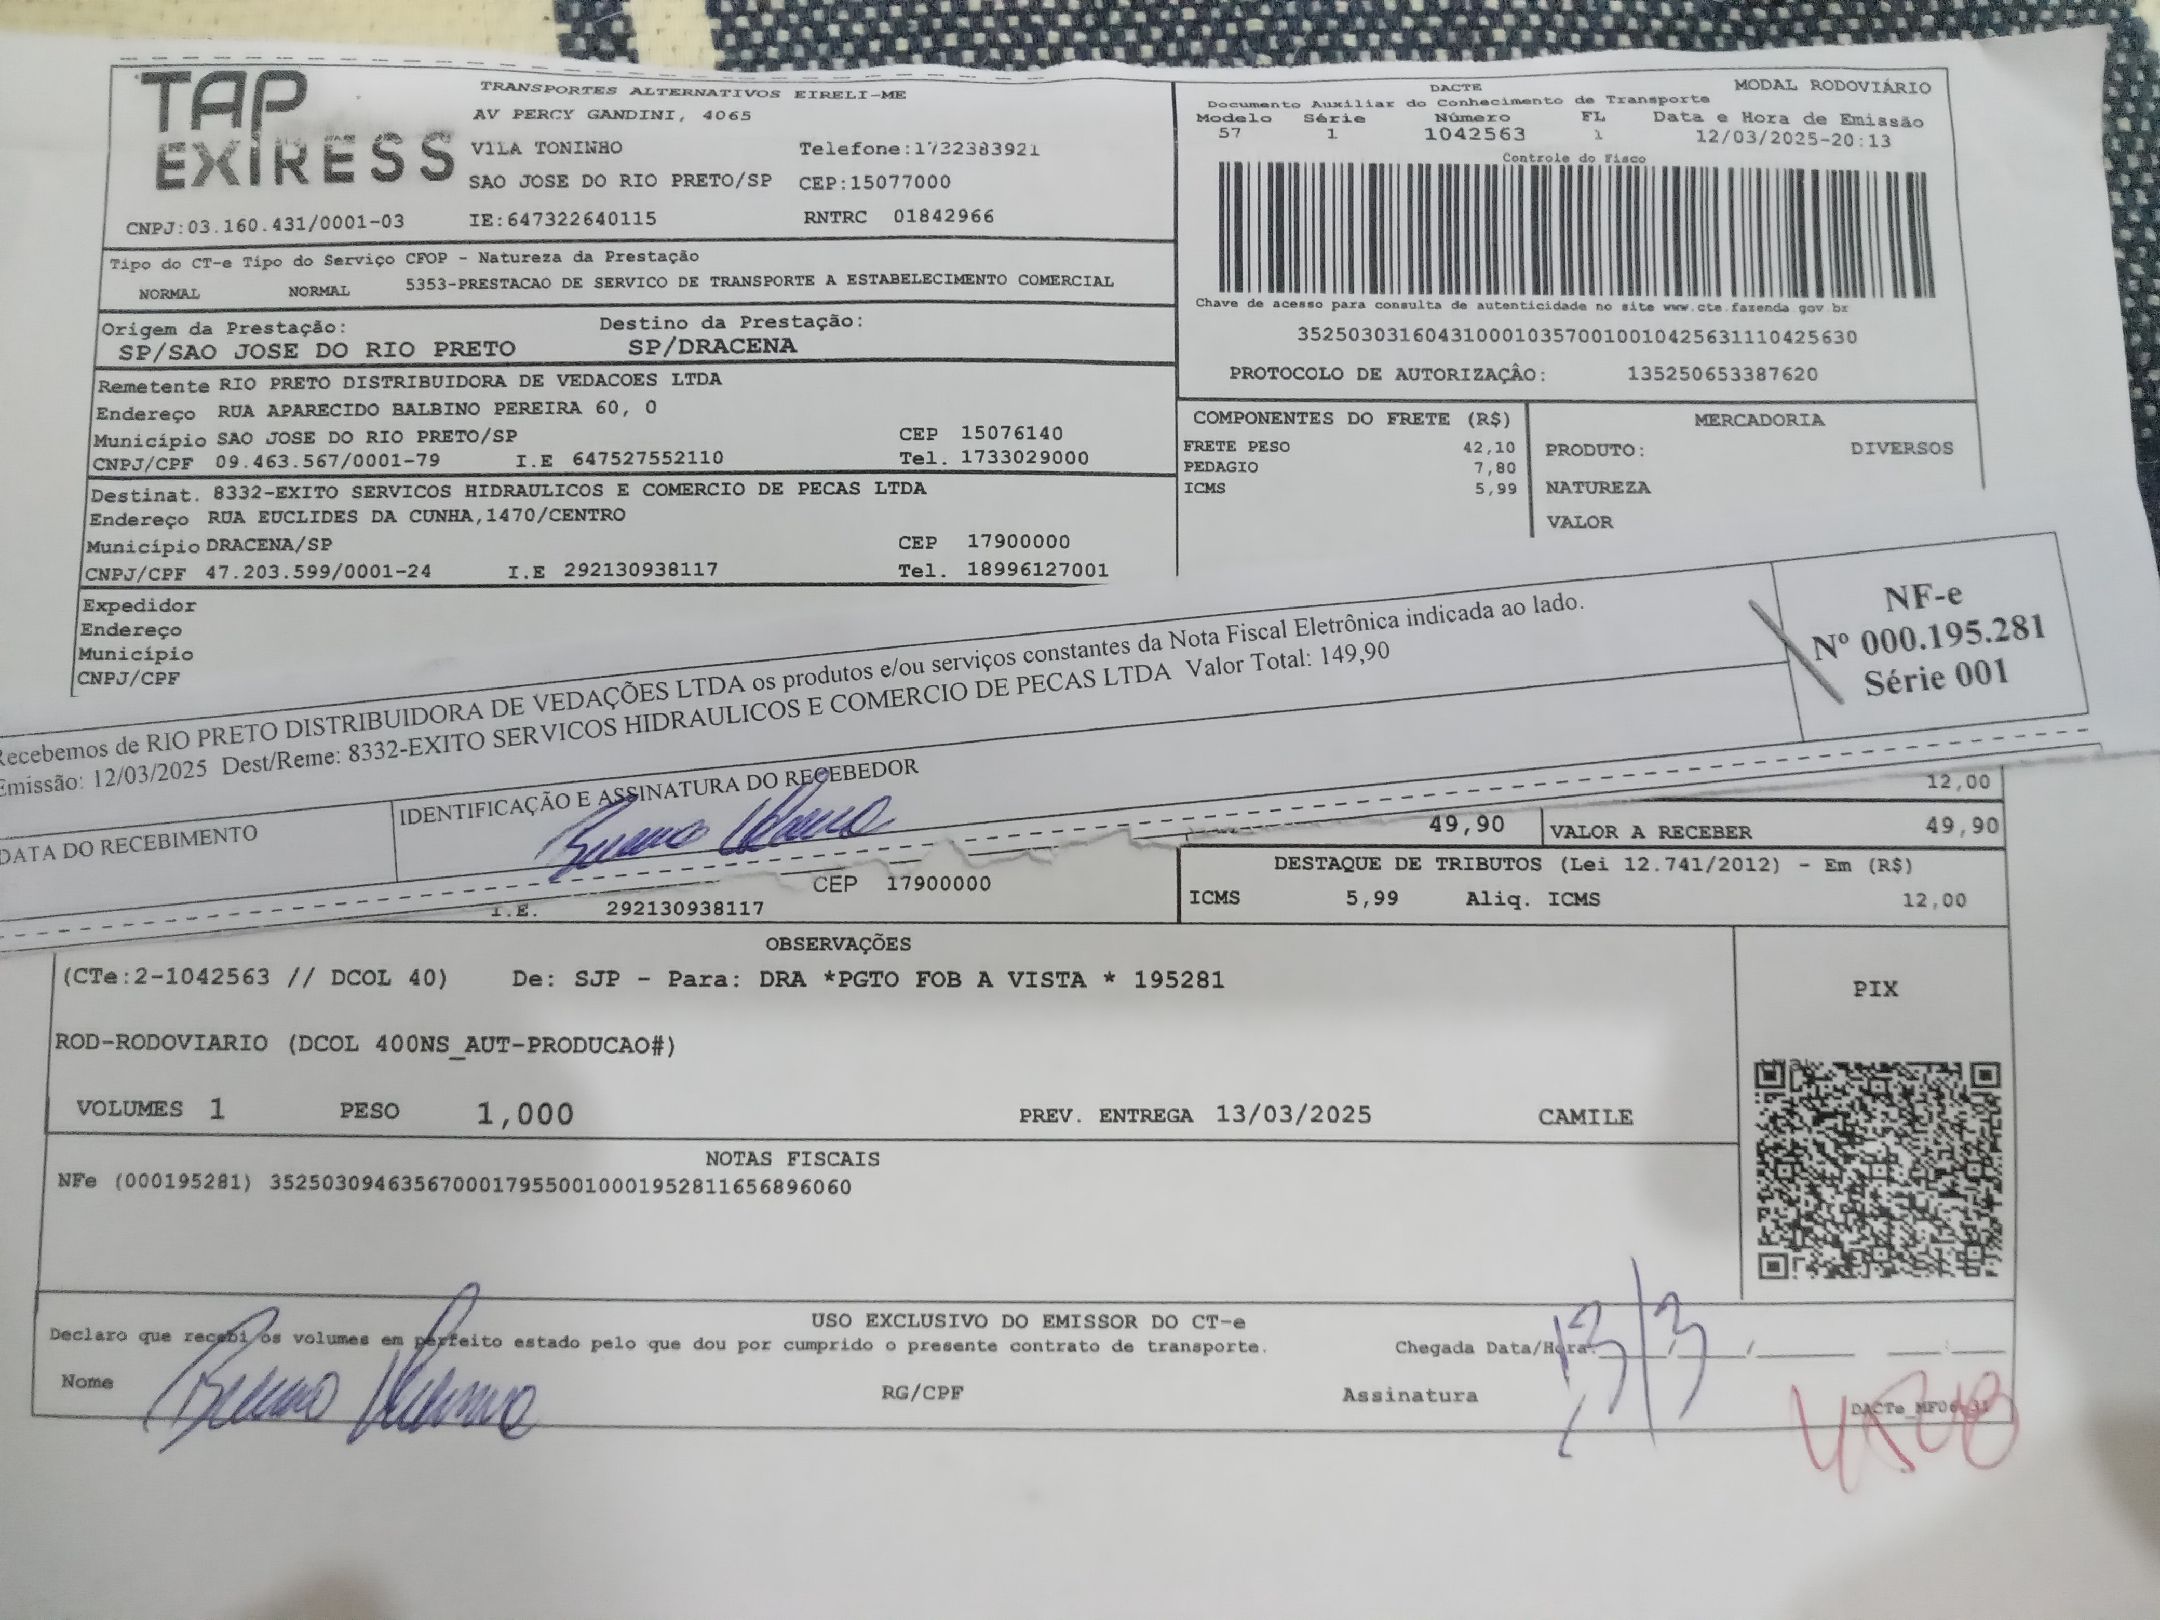 TAP
EXPRESS
TRANSPORTES ALTERNATIVOS EIRELI-ME
AV PERCY GANDINI, 4065
VILA TONINHO Telefone:1732383921
SAO JOSE DO RIO PRETO/SP CEP:15077000
CNPJ:03.160.431/0001-03 IE:647322640115 RNTRC 01842966
DACTE MODAL RODOVIÁRIO
Documento Auxiliar do Conhecimento de Transporte
Modelo Série Número FL Data e Hora de Emissão
57 1 1042563 1 12/03/2025-20:13
Controle do Fisco
Chave de acesso para consulta de autenticidade no site www.cte.fazenda.gov.br
35250303160431000103570010010425631110425630
PROTOCOLO DE AUTORIZAÇÂO: 135250653387620
Tipo do CT-e Tipo do Serviço CFOP - Natureza da Prestação
NORMAL NORMAL 5353-PRESTACAO DE SERVICO DE TRANSPORTE A ESTABELECIMENTO COMERCIAL
Origem da Prestação: Destino da Prestação:
SP/SAO JOSE DO RIO PRETO SP/DRACENA
Remetente RIO PRETO DISTRIBUIDORA DE VEDACOES LTDA
Endereço RUA APARECIDO BALBINO PEREIRA 60, 0
Município SAO JOSE DO RIO PRETO/SP CEP 15076140
CNPJ/CPF 09.463.567/0001-79 I.E 647527552110 Tel. 1733029000
Destinat. 8332-EXITO SERVICOS HIDRAULICOS E COMERCIO DE PECAS LTDA
Endereço RUA EUCLIDES DA CUNHA,1470/CENTRO
Município DRACENA/SP CEP 17900000
CNPJ/CPF 47.203.599/0001-24 I.E 292130938117 Tel. 18996127001
Expedidor
Endereço
Município
CNPJ/CPF
COMPONENTES DO FRETE (R$)
FRETE PESO 42,10
PEDAGIO 7,80
ICMS 5,99
MERCADORIA
PRODUTO: DIVERSOS
NATUREZA
VALOR
Recebemos de RIO PRETO DISTRIBUIDORA DE VEDAÇÕES LTDA os produtos e/ou serviços constantes da Nota Fiscal Eletrônica indicada ao lado.
Emissão: 12/03/2025 Dest/Reme: 8332-EXITO SERVICOS HIDRAULICOS E COMERCIO DE PECAS LTDA Valor Total: 149,90
NF-e
Nº 000.195.281
Série 001
DATA DO RECEBIMENTO IDENTIFICAÇÃO E ASSINATURA DO RECEBEDOR
12,00
49,90 VALOR A RECEBER 49,90
CEP 17900000
I.E. 292130938117
DESTAQUE DE TRIBUTOS (Lei 12.741/2012) - Em (R$)
ICMS 5,99 Aliq. ICMS 12,00
OBSERVAÇÕES
(CTe:2-1042563 // DCOL 40) De: SJP - Para: DRA *PGTO FOB A VISTA * 195281
ROD-RODOVIARIO (DCOL 400NS_AUT-PRODUCAO#)
VOLUMES 1 PESO 1,000 PREV. ENTREGA 13/03/2025 CAMILE
PIX
NOTAS FISCAIS
NFe (000195281) 35250309463567000179550010001952811656896060
USO EXCLUSIVO DO EMISSOR DO CT-e
Declaro que recebi os volumes em perfeito estado pelo que dou por cumprido o presente contrato de transporte. Chegada Data/Hora: 13/3
Nome RG/CPF Assinatura